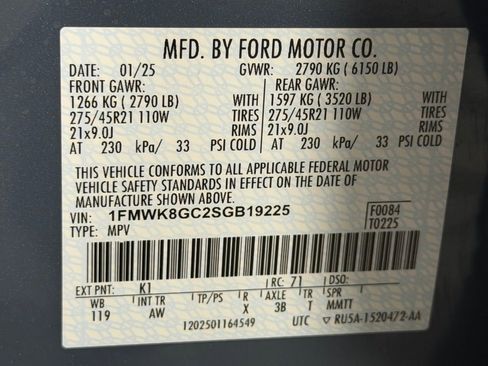 MFD. BY FORD MOTOR CO.
DATE: 01/25 GVWR: 2790 KG ( 6150 LB)
FRONT GAWR: REAR GAWR:
1266 KG ( 2790 LB) WITH 1597 KG ( 3520 LB) WITH
275/45R21 110W TIRES 275/45R21 110W TIRES
21x9.0J RIMS 21x9.0J RIMS
AT 230 kPa/ 33 PSI COLD AT 230 kPa/ 33 PSI COLD
THIS VEHICLE CONFORMS TO ALL APPLICABLE FEDERAL MOTOR
VEHICLE SAFETY STANDARDS IN EFFECT ON THE DATE OF
MANUFACTURE SHOWN ABOVE.
VIN: 1FMWK8GC2SGB19225 F0084
TYPE: MPV T0225
EXT PNT: K1 RC: 71 DSO:
WB INT TR TP/PS R AXLE TR SPR
119 AW X 3B T MMTT
1202501164549 UTC ▽ RU5A-1520472-AA